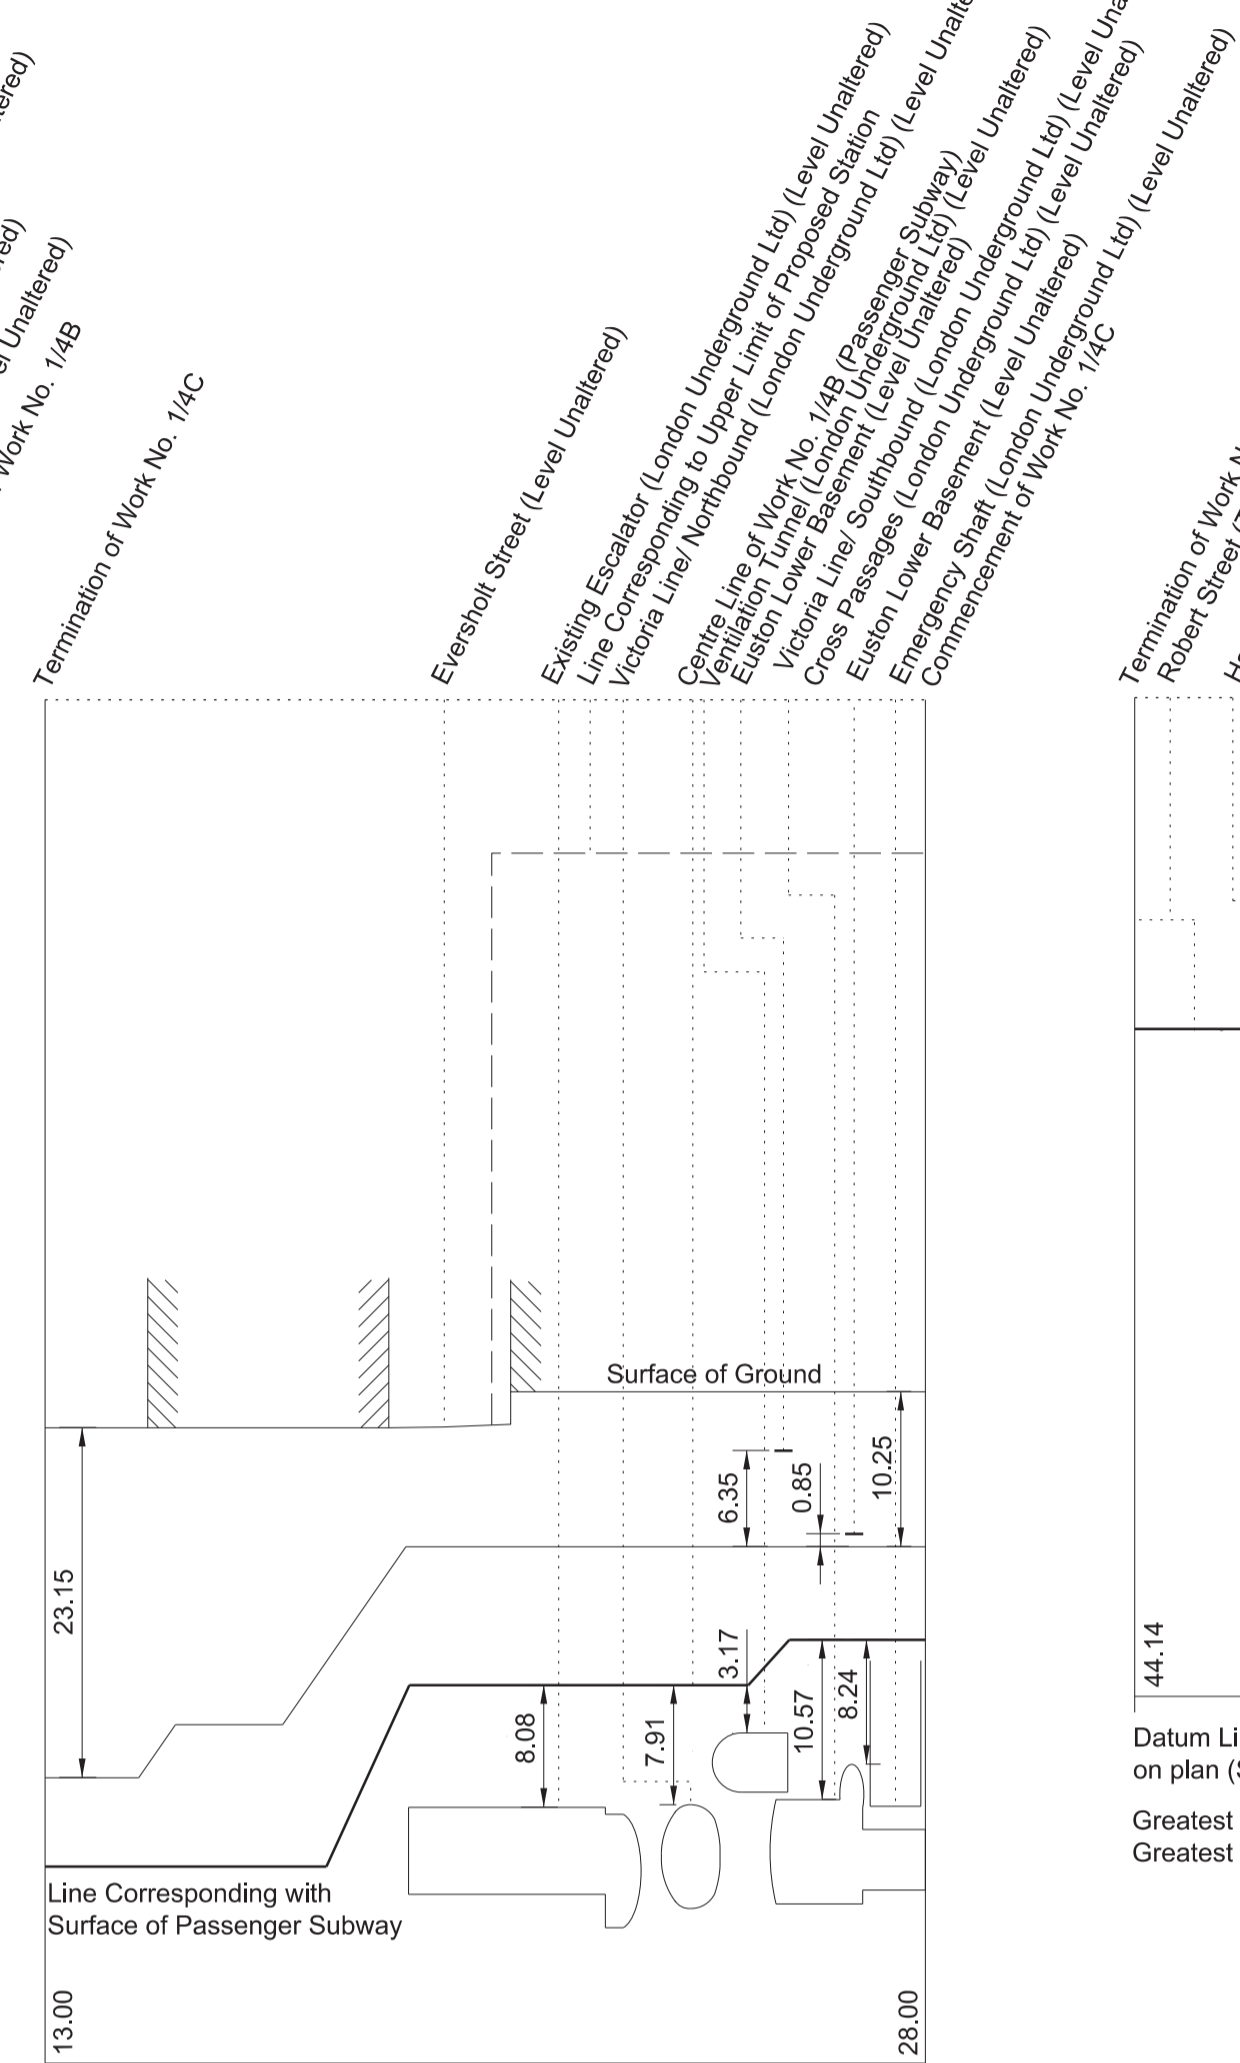 Unaltered)
Work No. 1/4B
Termination of Work No. 1/4C
Eversholt Street (Level Unaltered)
Existing Escalator (London Underground Ltd) (Level Unaltered)
Line Corresponding to Upper Limit of Proposed Station
Victoria Line/ Northbound (London Underground Ltd) (Level
Centre Line of Work No. 1/4B (Passenger Subway)
Ventilation Tunnel (London Underground Ltd) (Level Unaltered)
Euston Lower Basement (Level Unaltered)
Victoria Line/ Southbound (London Underground Ltd) (Level
Cross Passages (London Underground Ltd) (Level Unaltered)
Euston Lower Basement (Level Unaltered)
Emergency Shaft (London Underground Ltd) (Level Unaltered)
Commencement of Work No. 1/4C
Termination of Work
Robert Street
Surface of Ground
23.15
6.35
0.85
10.25
3.17
8.08
7.91
10.57
8.24
Line Corresponding with
Surface of Passenger Subway
13.00
28.00
44.14
Datum
on plan
Greatest
Greatest